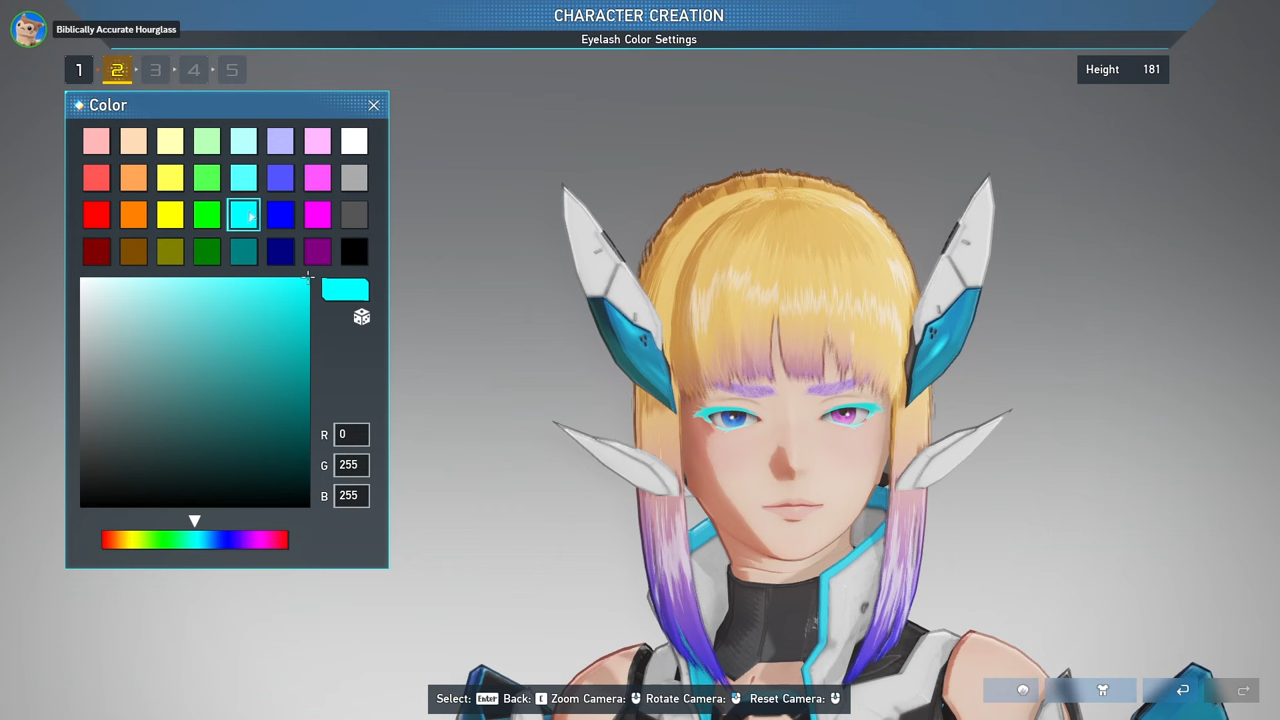 CHARACTER CREATION
Biblically Accurate Hourglass
Eyelash Color Settings
1 2 3 4 5
Height 181
Color
R 0
G 255
B 255
Select: Enter Back: E Zoom Camera: Rotate Camera: Reset Camera: